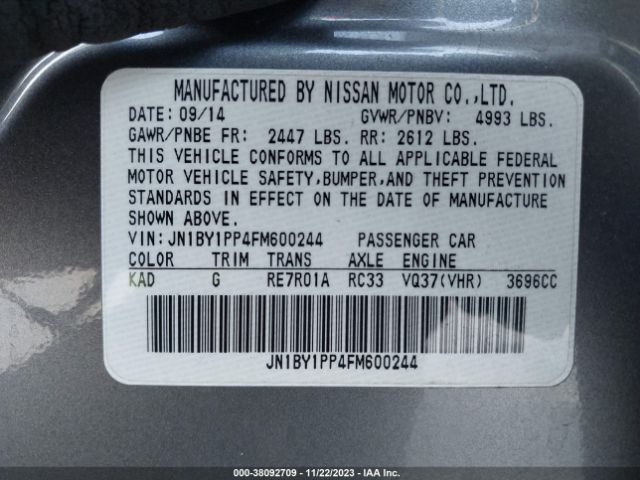 MANUFACTURED BY NISSAN MOTOR CO.,LTD.
DATE: 09/14 GVWR/PNBV: 4993 LBS.
GAWR/PNBE FR: 2447 LBS. RR: 2612 LBS.
THIS VEHICLE CONFORMS TO ALL APPLICABLE FEDERAL
MOTOR VEHICLE SAFETY,BUMPER,AND THEFT PREVENTION
STANDARDS IN EFFECT ON THE DATE OF MANUFACTURE
SHOWN ABOVE.
VIN:JN1BY1PP4FM600244 PASSENGER CAR
COLOR TRIM TRANS AXLE ENGINE
KAD G RE7R01A RC33 VQ37(VHR) 3696CC
JN1BY1PP4FM600244
000-38092709 - 11/22/2023 - IAA Inc.